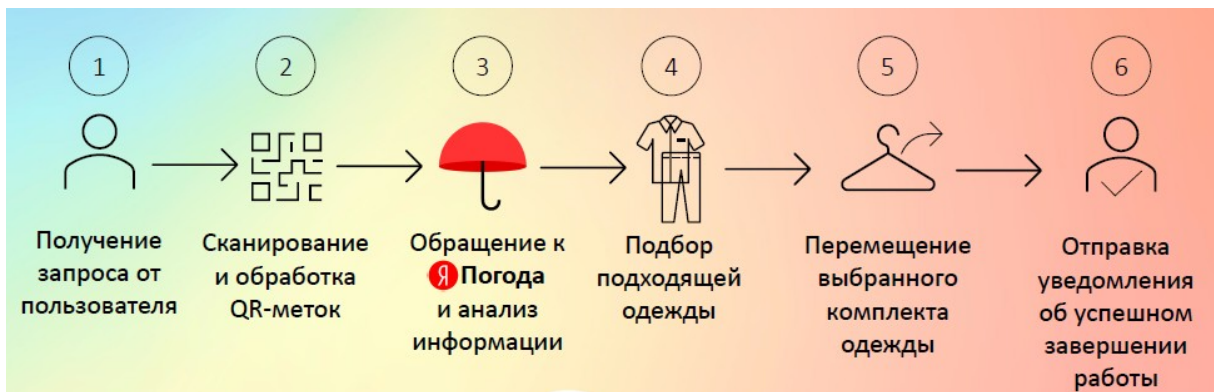 1
Получение
запроса от
пользователя
2
Сканирование
и обработка
QR-меток
3
Обращение к
Я Погода
и анализ
информации
4
Подбор
подходящей
одежды
5
Перемещение
выбранного
комплекта
одежды
6
Отправка
уведомления
об успешном
завершении
работы